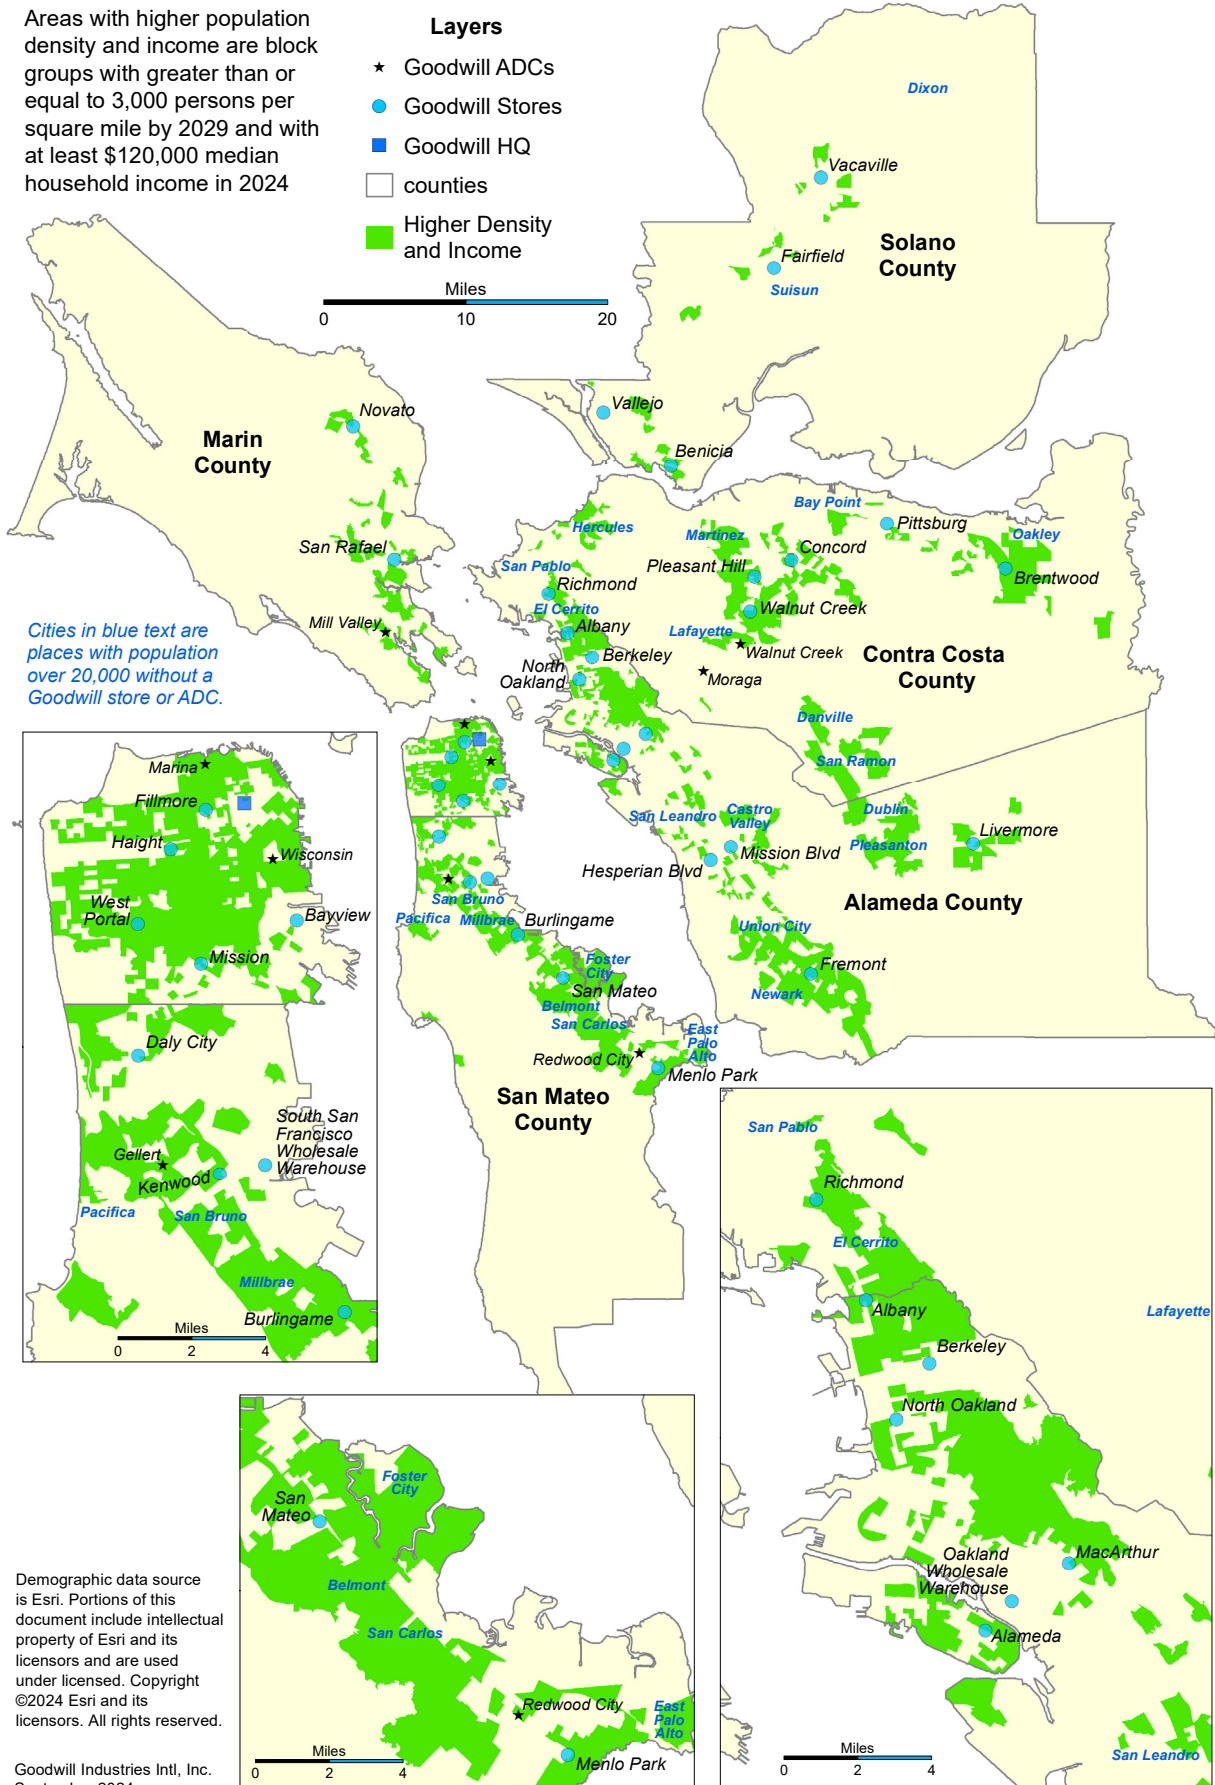 Areas with higher population
density and income are block
groups with greater than or
equal to 3,000 persons per
square mile by 2029 and with
at least $120,000 median
household income in 2024
Layers
Goodwill ADCs
Goodwill Stores
Goodwill HQ
counties
Higher Density
and Income
Miles
0 10 20
Dixon
Vacaville
Solano
County
Fairfield
Suisun
Vallejo
Benicia
Novato
Marin
County
San Rafael
Mill Valley
Cities in blue text are
places with population
over 20,000 without a
Goodwill store or ADC.
Hercules
San Pablo
Richmond
El Cerrito
Albany
Berkeley
North
Oakland
Bay Point
Pittsburg
Martinez
Concord
Pleasant Hill
Oakley
Brentwood
Walnut Creek
Lafayette
Walnut Creek
Moraga
Contra Costa
County
Danville
San Ramon
San Leandro
Castro
Valley
Dublin
Pleasanton
Livermore
Mission Blvd
Hesperian Blvd
Alameda County
Union City
Fremont
Newark
San Bruno
Pacifica
Millbrae
Burlingame
Foster
City
San Mateo
Belmont
San Carlos
East
Palo
Alto
Redwood City
Menlo Park
San Mateo
County
Marina
Fillmore
Haight
Wisconsin
West
Portal
Bayview
Mission
Daly City
South San
Francisco
Wholesale
Warehouse
Gellert
Kenwood
Pacifica
San Bruno
Millbrae
Burlingame
Miles
0 2 4
San Pablo
Richmond
El Cerrito
Albany
Lafayette
Berkeley
North Oakland
MacArthur
Oakland
Wholesale
Warehouse
Alameda
San Leandro
Miles
0 2 4
Foster
City
San
Mateo
Belmont
San Carlos
Redwood City
East
Palo
Alto
Menlo Park
Miles
0 2 4
Demographic data source
is Esri. Portions of this
document include intellectual
property of Esri and its
licensors and are used
under licensed. Copyright
©2024 Esri and its
licensors. All rights reserved.
Goodwill Industries Intl, Inc.